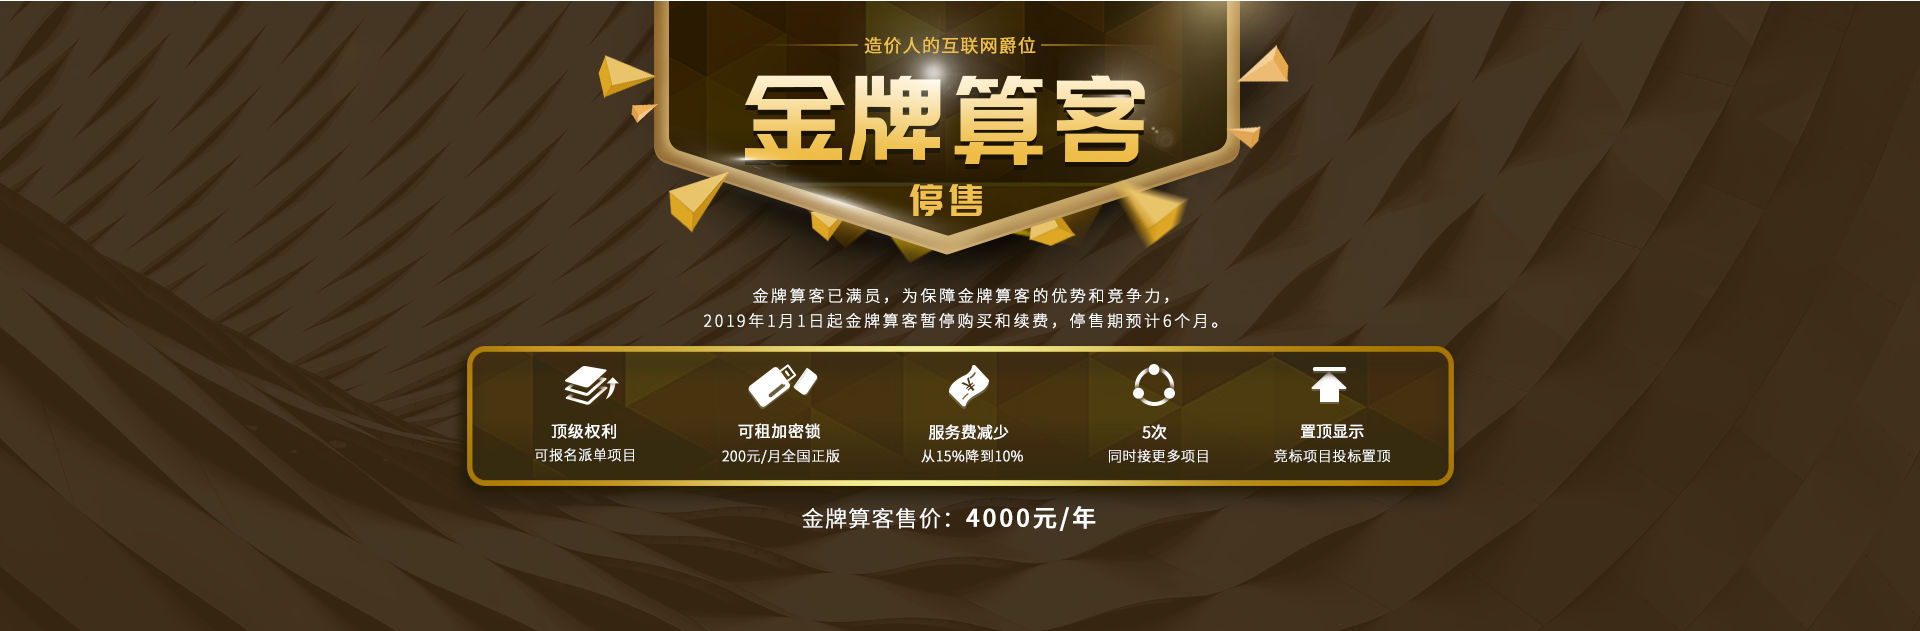 造价人的互联网爵位
金牌算客
停售
金牌算客已满员，为保障金牌算客的优势和竞争力，
2019年1月1日起金牌算客暂停购买和续费，停售期预计6个月。
顶级权利
可报名派单项目
可租加密锁
200元/月全国正版
服务费减少
从15%降到10%
5次
同时接更多项目
置顶显示
竞标项目投标置顶
金牌算客售价：4000元/年